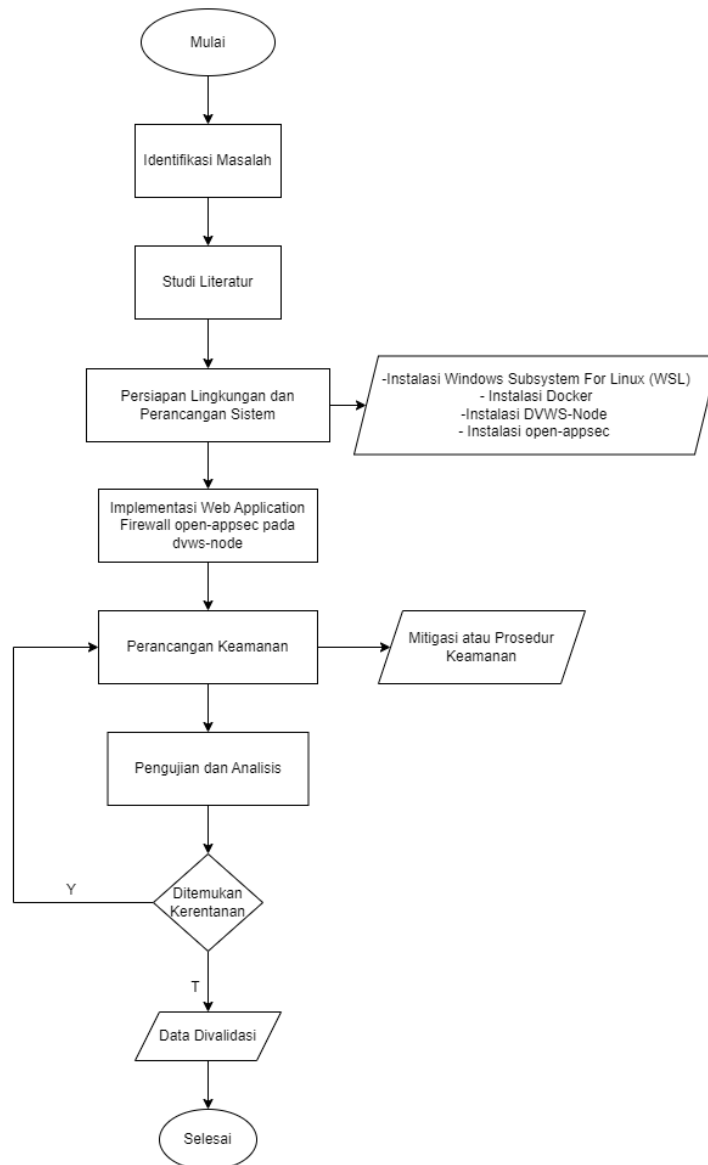 Mulai
Identifikasi Masalah
Studi Literatur
Persiapan Lingkungan dan
Perancangan Sistem
-Instalasi Windows Subsystem For Linux (WSL)
- Instalasi Docker
-Instalasi DVWS-Node
- Instalasi open-appsec
Implementasi Web Application
Firewall open-appsec pada
dvws-node
Perancangan Keamanan
Mitigasi atau Prosedur
Keamanan
Pengujian dan Analisis
Ditemukan
Kerentanan
Y
T
Data Divalidasi
Selesai